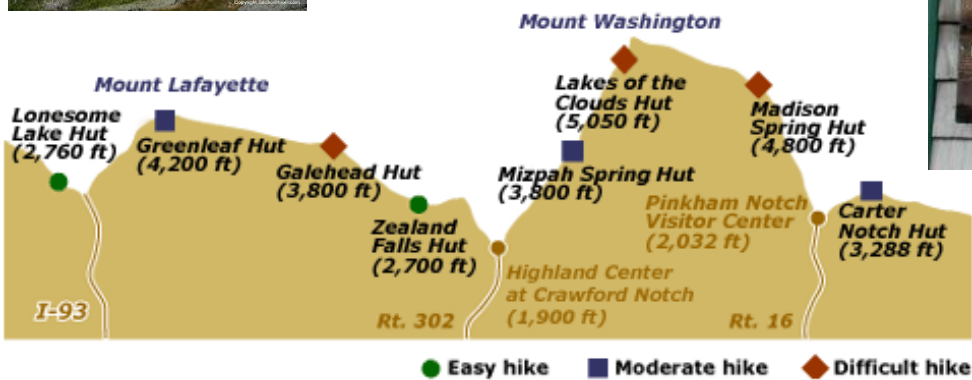 Mount Washington
Mount Lafayette
Lonesome
Lake Hut
(2,760 ft)
Greenleaf Hut
(4,200 ft)
Galehead Hut
(3,800 ft)
Zealand
Falls Hut
(2,700 ft)
Lakes of the
Clouds Hut
(5,050 ft)
Mizpah Spring Hut
(3,800 ft)
Madison
Spring Hut
(4,800 ft)
Pinkham Notch
Visitor Center
(2,032 ft)
Carter
Notch Hut
(3,288 ft)
Highland Center
at Crawford Notch
(1,900 ft)
I-93
Rt. 302
Rt. 16
Easy hike
Moderate hike
Difficult hike